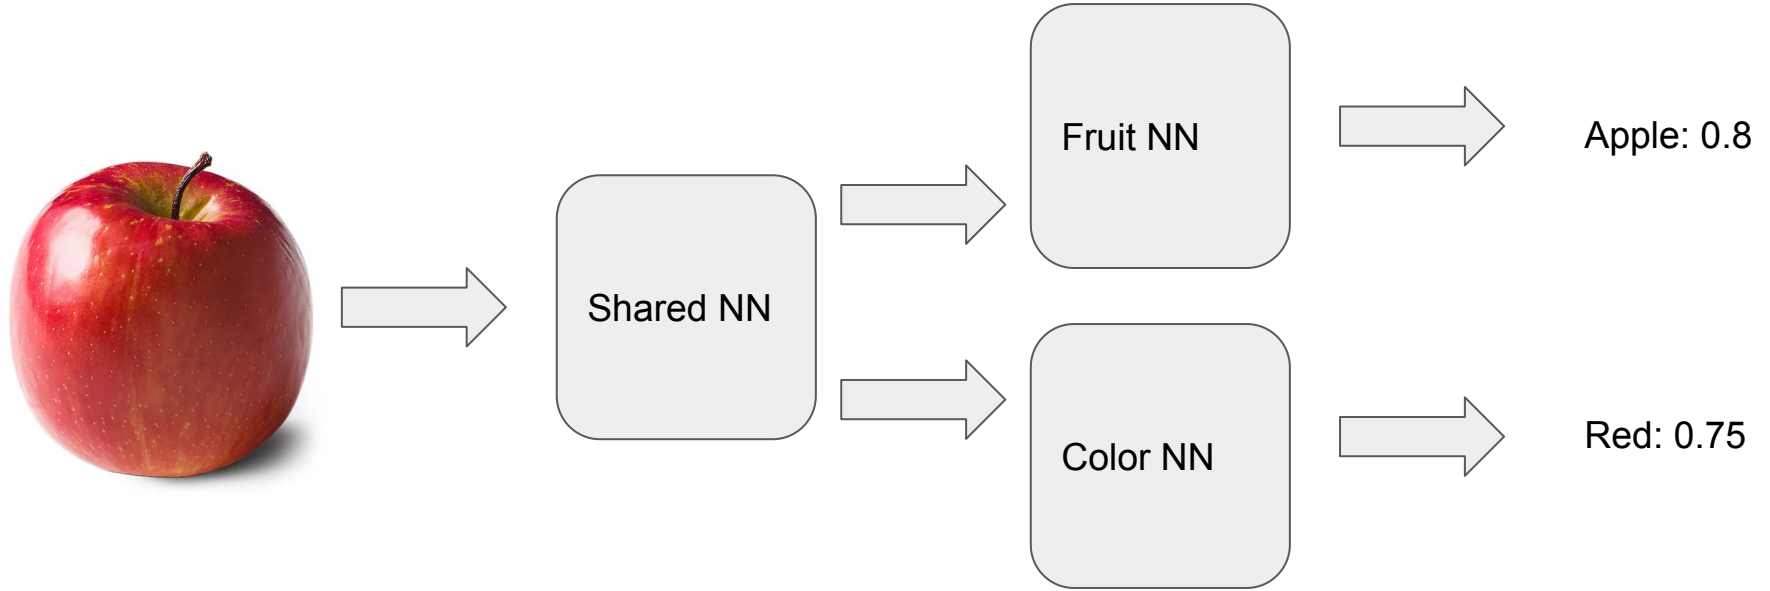 Fruit NN
Apple: 0.8
Shared NN
Color NN
Red: 0.75